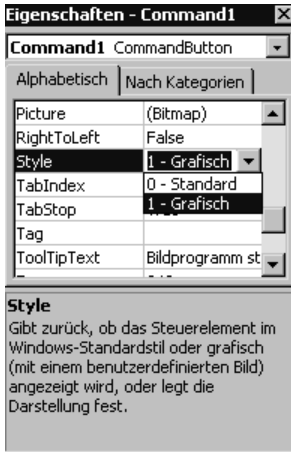 Eigenschaften - Command1
Command1 CommandButton
Alphabetisch Nach Kategorien
Picture (Bitmap)
RightToLeft False
Style 1 - Grafisch
TabIndex 0 - Standard
TabStop 1 - Grafisch
Tag
ToolTipText Bildprogramm st
Style
Gibt zurück, ob das Steuerelement im
Windows-Standardstil oder grafisch
(mit einem benutzerdefinierten Bild)
angezeigt wird, oder legt die
Darstellung fest.